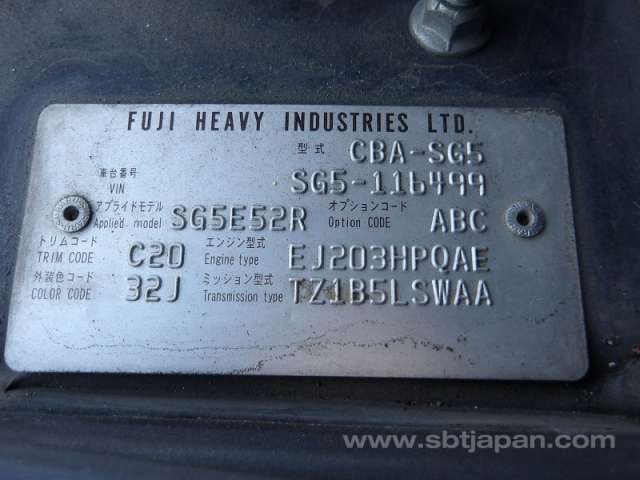 FUJI HEAVY INDUSTRIES LTD.
型式 CBA-SG5
車台番号 VIN SG5-116499
アプライドモデル Applied model SG5E52R オプションコード Option CODE ABC
トリムコード TRIM CODE C20 エンジン型式 Engine type EJ203HPQAE
外装色コード COLOR CODE 32J ミッション型式 Transmission type TZ1B5LSWAA
www.sbtjapan.com